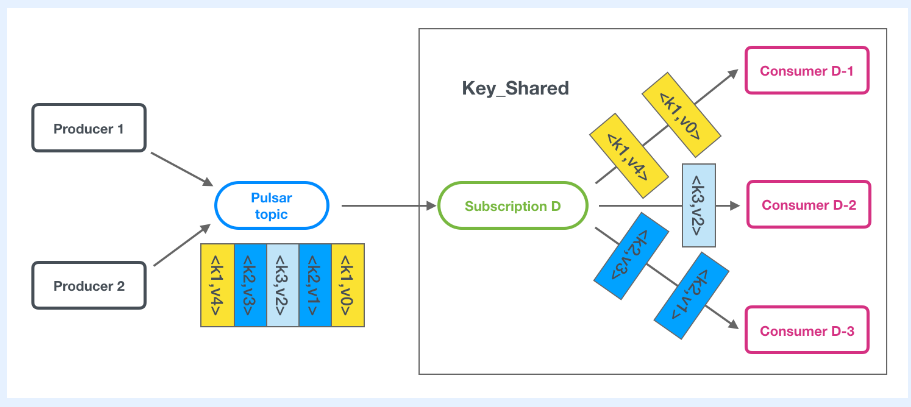 Key_Shared
Producer 1
Producer 2
Pulsar
topic
<k1,v4>
<k2,v3>
<k3,v2>
<k2,v1>
<k1,v0>
Subscription D
<k1,v4>
<k1,v0>
<k3,v2>
<k2,v3>
<k2,v1>
Consumer D-1
Consumer D-2
Consumer D-3